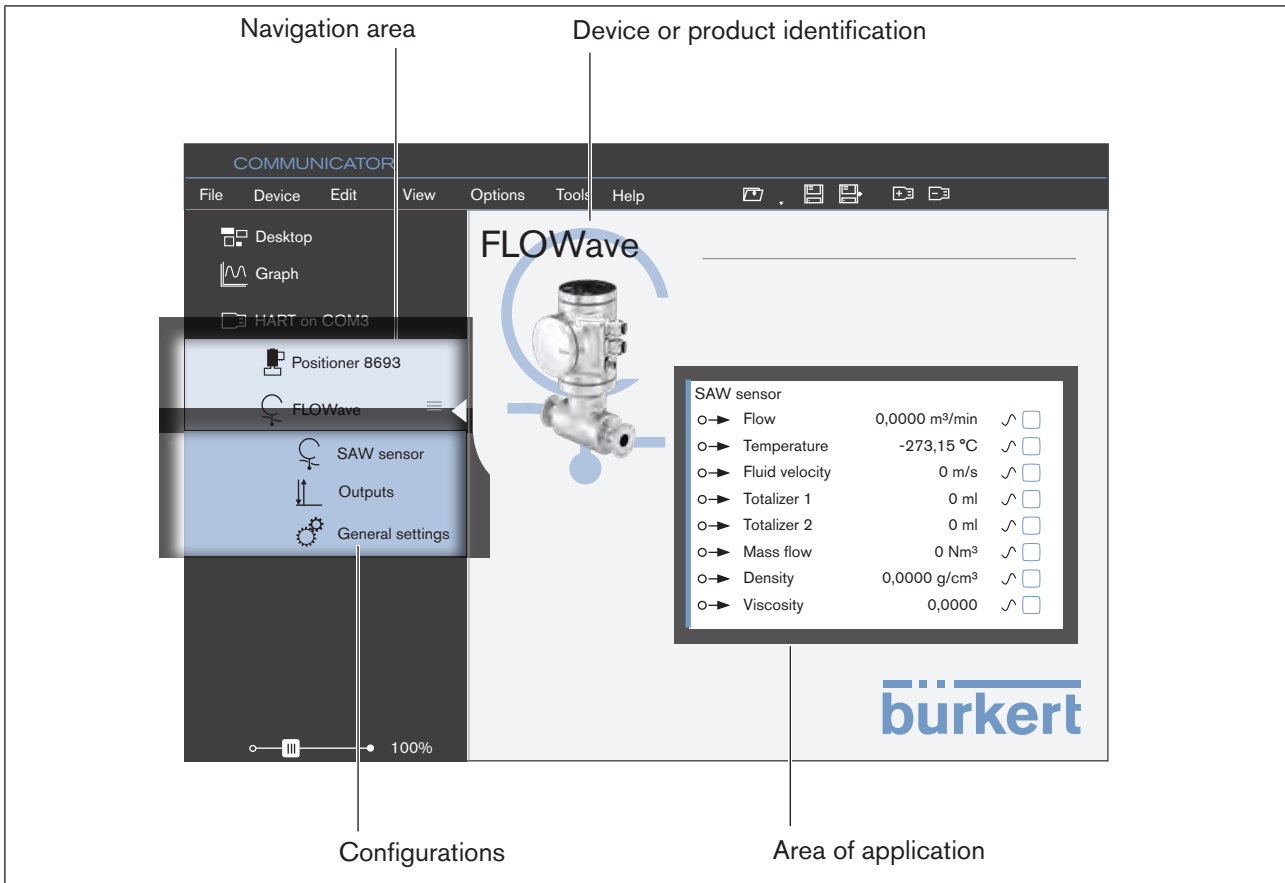 Navigation area
Device or product identification
COMMUNICATOR
File Device Edit View Options Tools Help
Desktop
Graph
HART on COM3
Positioner 8693
FLOWave
SAW sensor
Outputs
General settings
100%
FLOWave
SAW sensor
Flow 0,0000 m³/min
Temperature -273,15 °C
Fluid velocity 0 m/s
Totalizer 1 0 ml
Totalizer 2 0 ml
Mass flow 0 Nm³
Density 0,0000 g/cm³
Viscosity 0,0000
bürkert
Configurations
Area of application